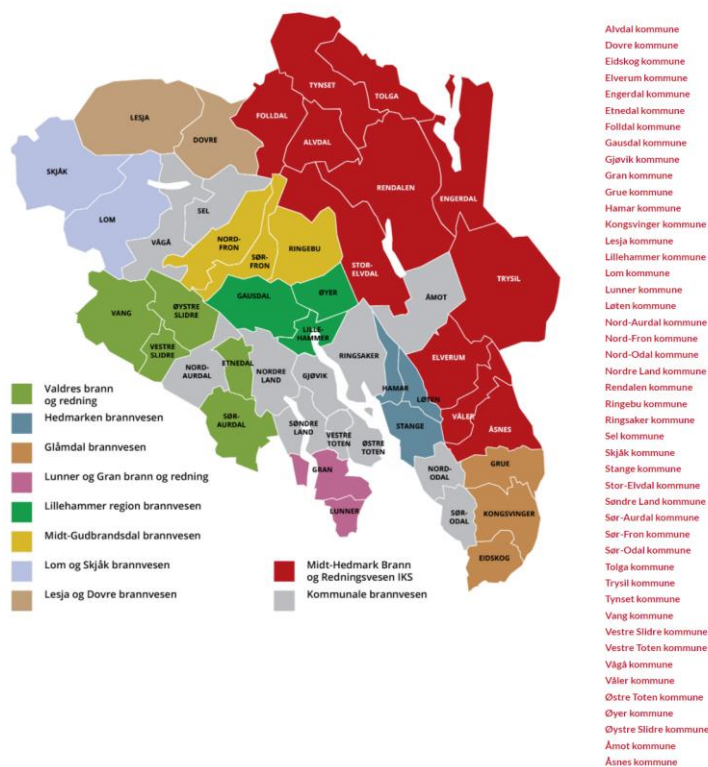 TYNSET
TOLGA
LESJA
FOLLDAL
DOVRE
ALVDAL
SKJÅK
RENDALEN
ENGERDAL
LOM
SEL
VÅGÅ
NORD-
FRON
SØR-
FRON
RINGEBU
STOR-
ELVDAL
TRYSIL
VANG
ØYSTRE
SLIDRE
GAUSDAL
ØYER
ÅMOT
VESTRE
SLIDRE
LILLE-
HAMMER
RINGSAKER
ELVERUM
NORD-
AURDAL
ETNEDAL
NORDRE
LAND
GJØVIK
HAMAR
LØTEN
SØR-
AURDAL
SØNDRE
LAND
VESTRE
TOTEN
ØSTRE
TOTEN
STANGE
VÅLER
ÅSNES
GRAN
NORD-
ODAL
GRUE
LUNNER
SØR-
ODAL
KONGSVINGER
EIDSKOG
Valdres brann
og redning
Hedmarken brannvesen
Glåmdal brannvesen
Lunner og Gran brann og redning
Lillehammer region brannvesen
Midt-Gudbrandsdal brannvesen
Lom og Skjåk brannvesen
Lesja og Dovre brannvesen
Midt-Hedmark Brann
og Redningsvesen IKS
Kommunale brannvesen
Alvdal kommune
Dovre kommune
Eidskog kommune
Elverum kommune
Engerdal kommune
Etnedal kommune
Folldal kommune
Gausdal kommune
Gjøvik kommune
Gran kommune
Grue kommune
Hamar kommune
Kongsvinger kommune
Lesja kommune
Lillehammer kommune
Lom kommune
Lunner kommune
Løten kommune
Nord-Aurdal kommune
Nord-Fron kommune
Nord-Odal kommune
Nordre Land kommune
Rendalen kommune
Ringebu kommune
Ringsaker kommune
Sel kommune
Skjåk kommune
Stange kommune
Stor-Elvdal kommune
Søndre Land kommune
Sør-Aurdal kommune
Sør-Fron kommune
Sør-Odal kommune
Tolga kommune
Trysil kommune
Tynset kommune
Vang kommune
Vestre Slidre kommune
Vestre Toten kommune
Vågå kommune
Våler kommune
Østre Toten kommune
Øyer kommune
Øystre Slidre kommune
Åmot kommune
Åsnes kommune